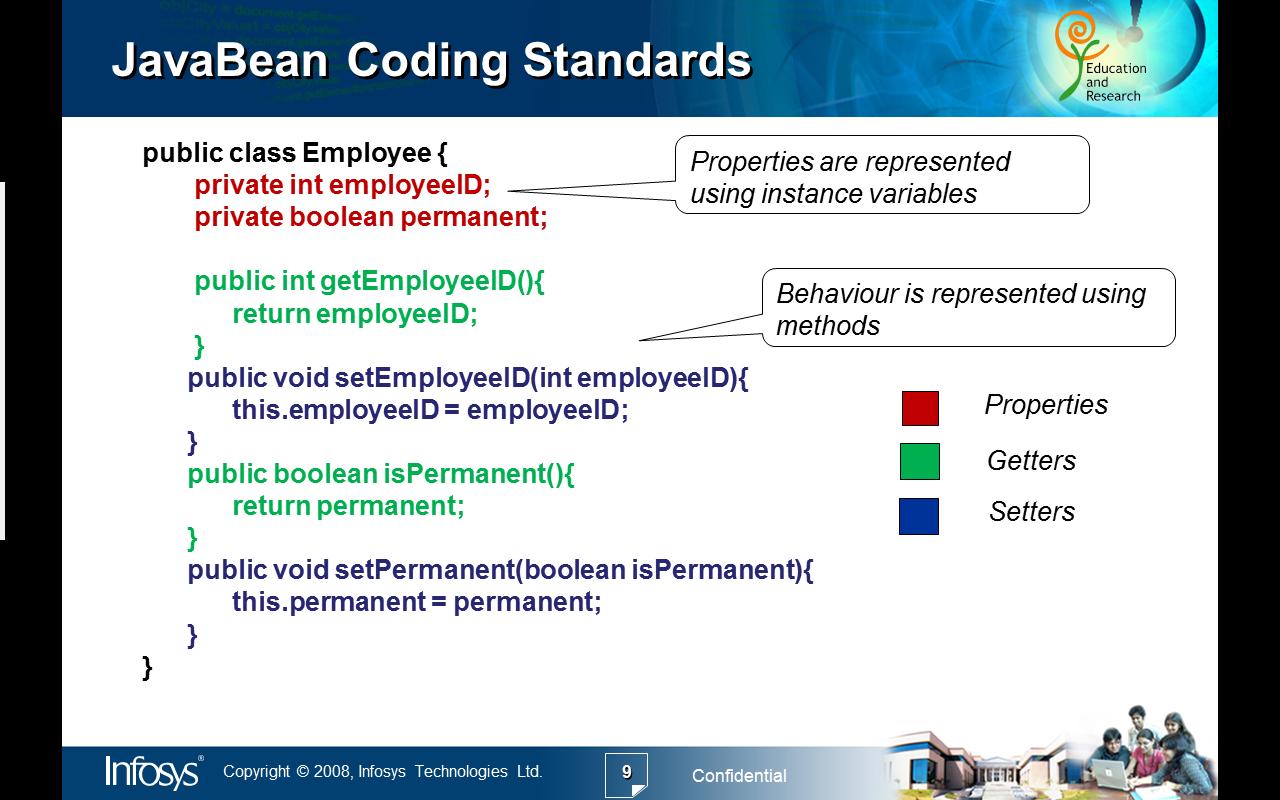 JavaBean Coding Standards
Education
and
Research
public class Employee {
private int employeeID;
private boolean permanent;
Properties are represented
using instance variables
public int getEmployeeID(){
return employeeID;
}
Behaviour is represented using
methods
public void setEmployeeID(int employeeID){
this.employeeID = employeeID;
}
public boolean isPermanent(){
return permanent;
}
public void setPermanent(boolean isPermanent){
this.permanent = permanent;
}
}
Properties
Getters
Setters
Infosys®
Copyright © 2008, Infosys Technologies Ltd.
9
Confidential